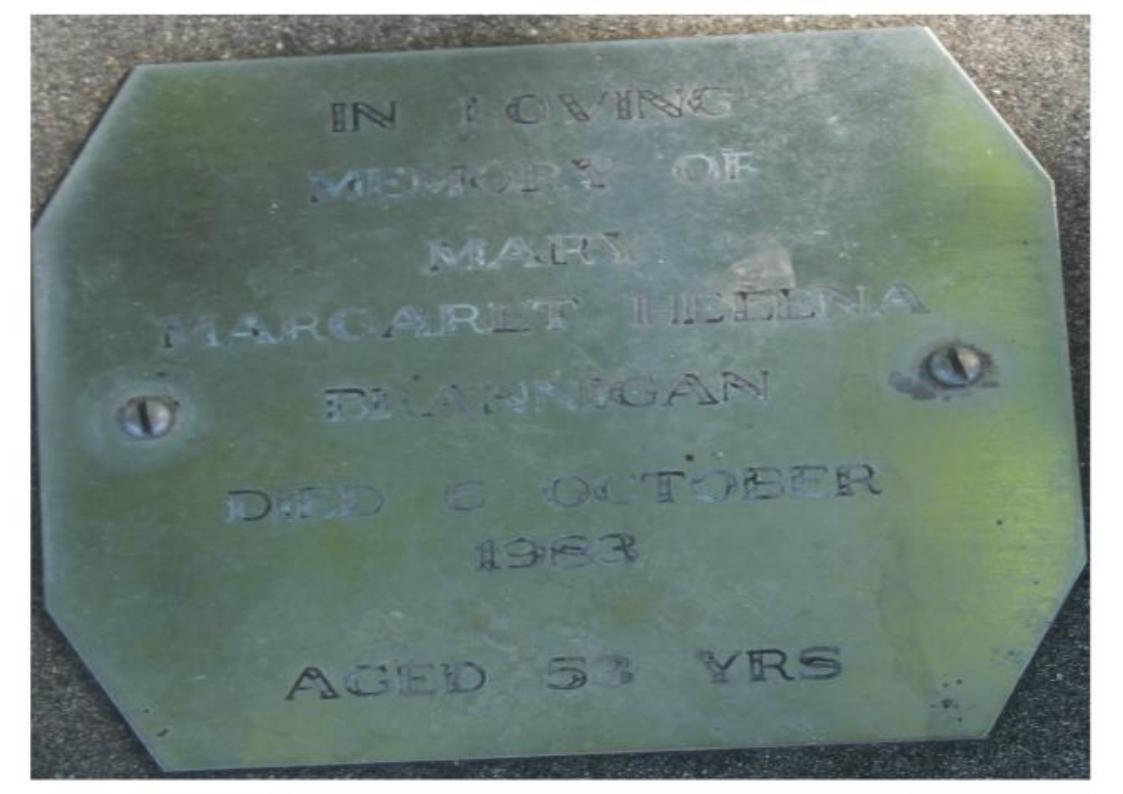 IN LOVING
MEMORY OF
MARY
MARGARET HELENA
BRANNIGAN
DIED 6 OCTOBER
1983
AGED 53 YRS